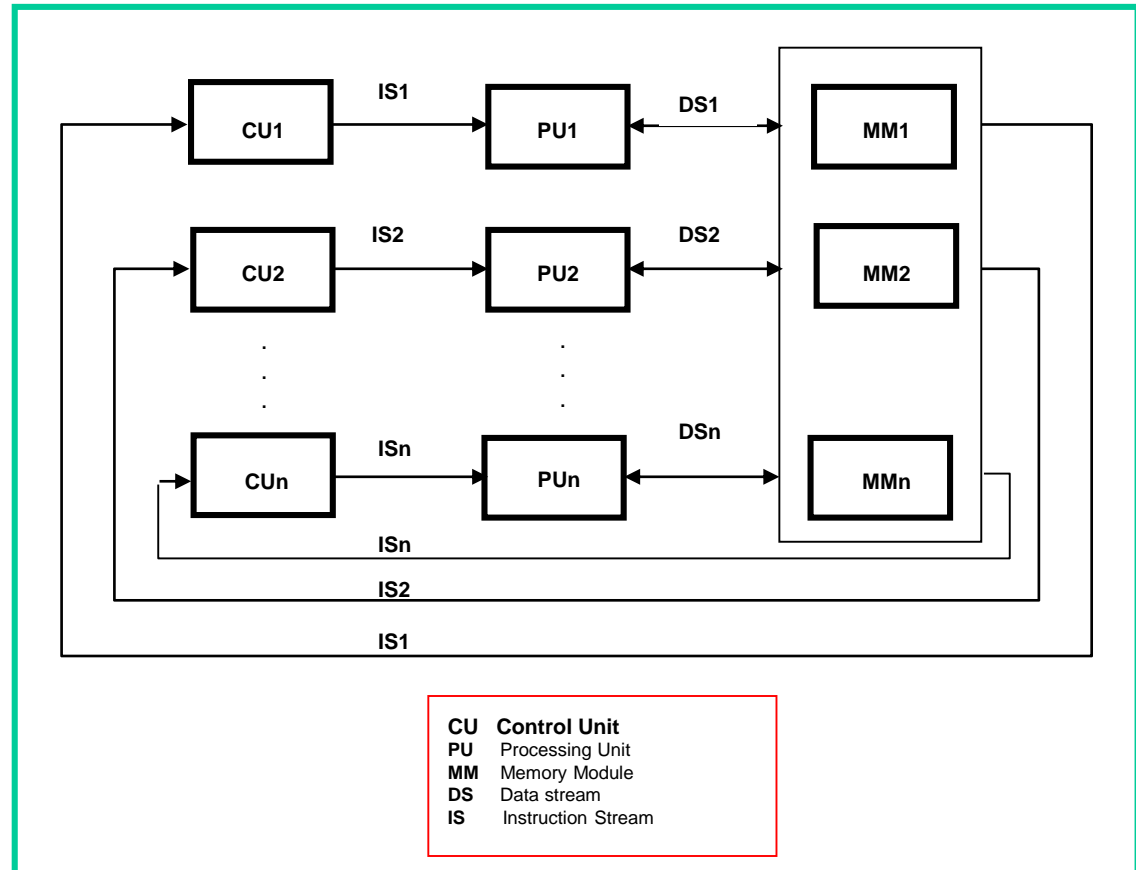 IS1
DS1
CU1
PU1
MM1
IS2
DS2
CU2
PU2
MM2
.
.
.
.
.
.
ISn
DSn
CUn
PUn
MMn
ISn
IS2
IS1
CU Control Unit
PU Processing Unit
MM Memory Module
DS Data stream
IS Instruction Stream